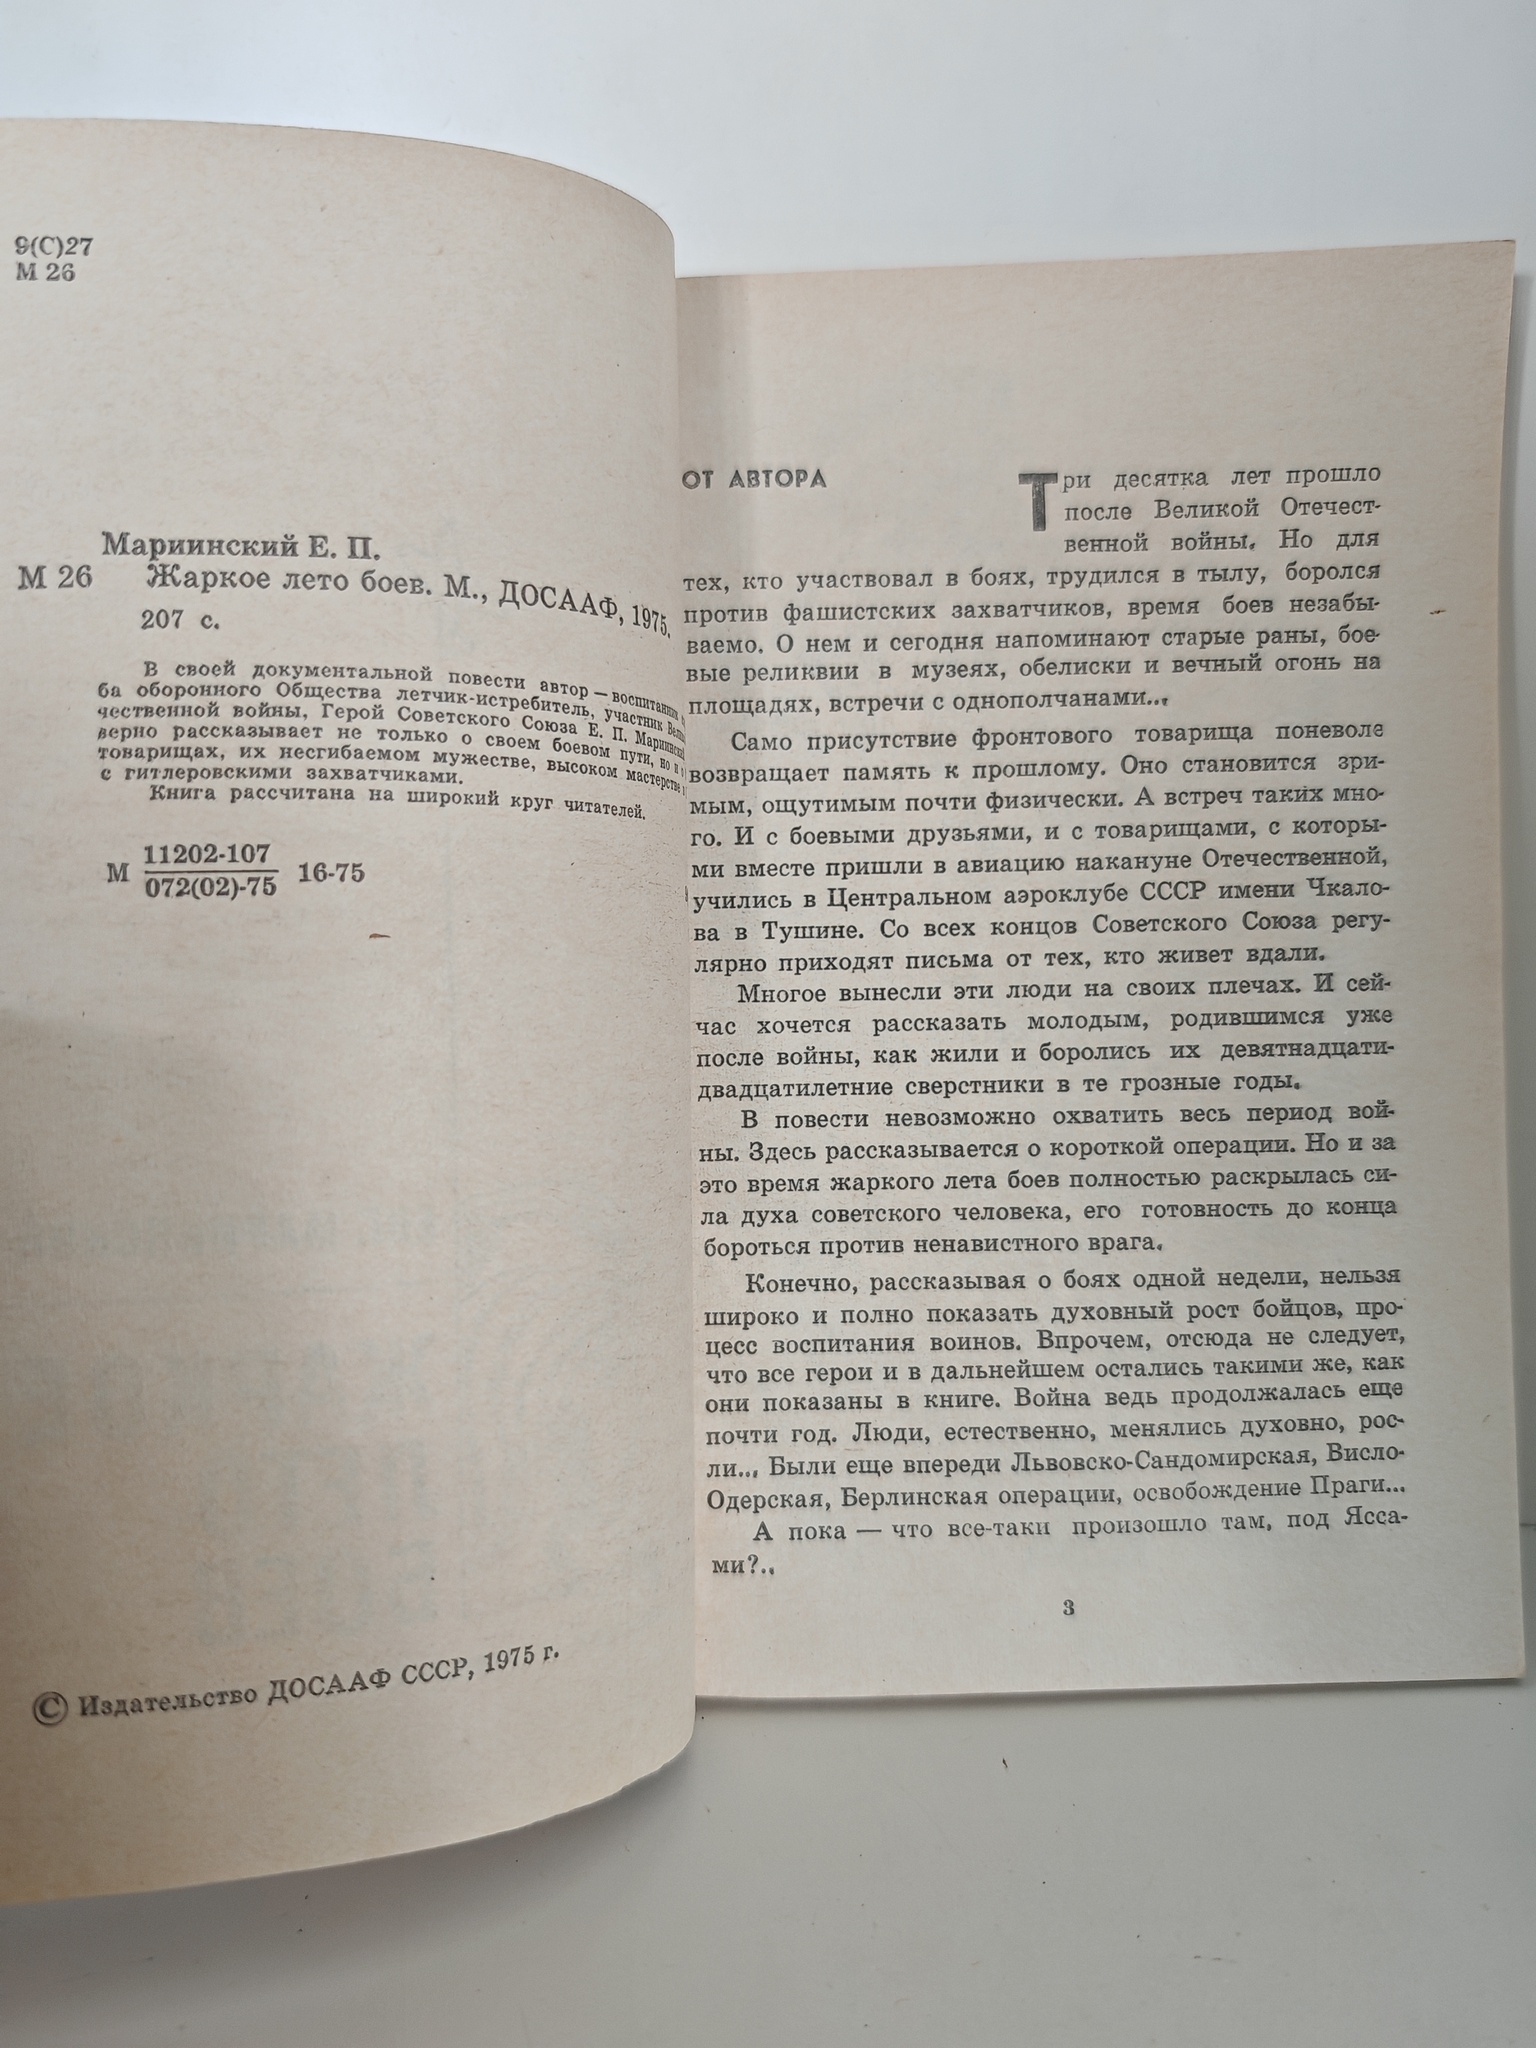 9(С)27
М 26
Мариинский Е. П.
М 26 Жаркое лето боев. М., ДОСААФ, 1975.
207 с.
В своей документальной повести автор — воспитанник
ба оборонного Общества летчик-истребитель, участник
чественной войны, Герой Советского Союза Е. П.
верно рассказывает не только о своем боевом пути, но и о
товарищах, их несгибаемом мужестве, высоком мастерстве в
с гитлеровскими захватчиками.
Книга рассчитана на широкий круг читателей.
М 11202-107
072(02)-75 16-75
© Издательство ДОСААФ СССР, 1975 г.
ОТ АВТОРА
Три десятка лет прошло
после Великой Отечест-
венной войны. Но для
тех, кто участвовал в боях, трудился в тылу, боролся
против фашистских захватчиков, время боев незабы-
ваемо. О нем и сегодня напоминают старые раны, бое-
вые реликвии в музеях, обелиски и вечный огонь на
площадях, встречи с однополчанами...
Само присутствие фронтового товарища поневоле
возвращает память к прошлому. Оно становится зри-
мым, ощутимым почти физически. А встреч таких мно-
го. И с боевыми друзьями, и с товарищами, с которы-
ми вместе пришли в авиацию накануне Отечественной,
учились в Центральном аэроклубе СССР имени Чкало-
ва в Тушине. Со всех концов Советского Союза регу-
лярно приходят письма от тех, кто живет вдали.
Многое вынесли эти люди на своих плечах. И сей-
час хочется рассказать молодым, родившимся уже
после войны, как жили и боролись их девятнадцати-
двадцатилетние сверстники в те грозные годы.
В повести невозможно охватить весь период вой-
ны. Здесь рассказывается о короткой операции. Но и за
это время жаркого лета боев полностью раскрылась си-
ла духа советского человека, его готовность до конца
бороться против ненавистного врага.
Конечно, рассказывая о боях одной недели, нельзя
широко и полно показать духовный рост бойцов, про-
цесс воспитания воинов. Впрочем, отсюда не следует,
что все герои и в дальнейшем остались такими же, как
они показаны в книге. Война ведь продолжалась еще
почти год. Люди, естественно, менялись духовно, рос-
ли... Были еще впереди Львовско-Сандомирская, Висло-
Одерская, Берлинская операции, освобождение Праги...
А пока — что все-таки произошло там, под Ясса-
ми?..
3